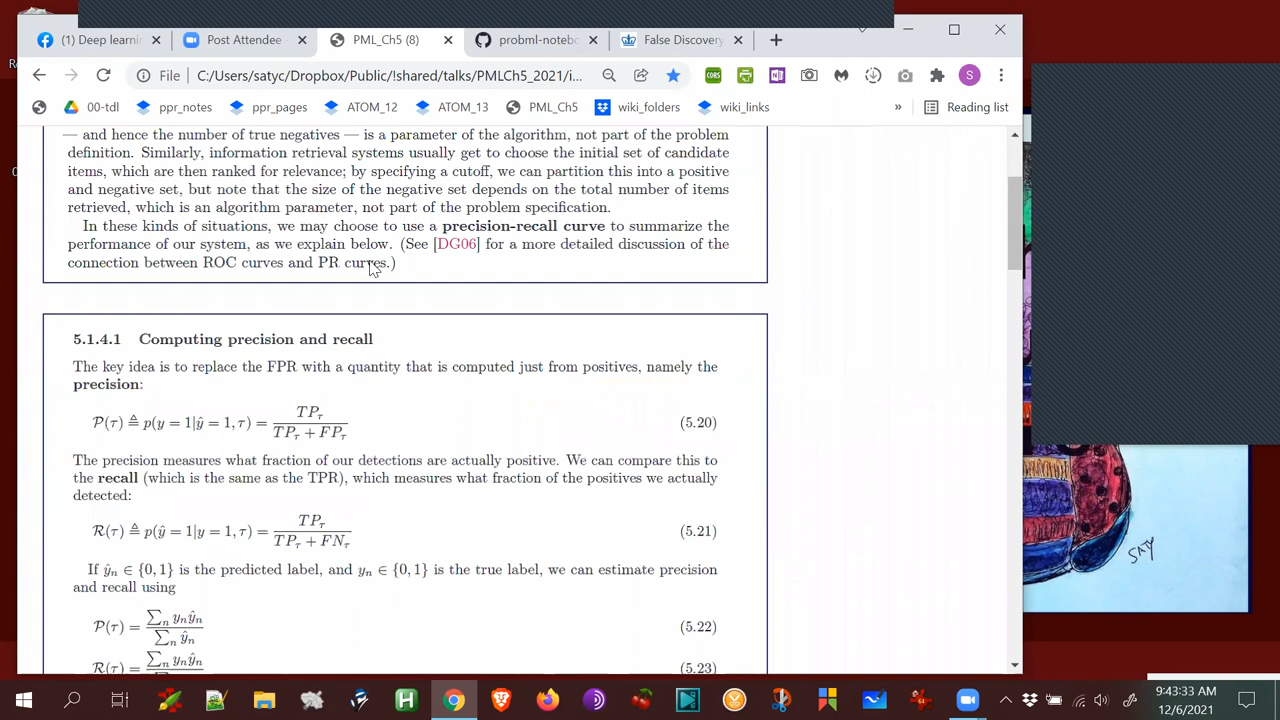 (1) Deep learni
Post Attendee
PML_Ch5 (8)
probml-noteb
False Discovery
File
C:/Users/satyc/Dropbox/Public/!shared/talks/PMLCh5_2021/i...
CORS
S
00-tdl
ppr_notes
ppr_pages
ATOM_12
ATOM_13
PML_Ch5
wiki_folders
wiki_links
»
Reading list
— and hence the number of true negatives — is a parameter of the algorithm, not part of the problem
definition. Similarly, information retrieval systems usually get to choose the initial set of candidate
items, which are then ranked for relevance; by specifying a cutoff, we can partition this into a positive
and negative set, but note that the size of the negative set depends on the total number of items
retrieved, which is an algorithm parameter, not part of the problem specification.
In these kinds of situations, we may choose to use a precision-recall curve to summarize the
performance of our system, as we explain below. (See [DG06] for a more detailed discussion of the
connection between ROC curves and PR curves.)
5.1.4.1 Computing precision and recall
The key idea is to replace the FPR with a quantity that is computed just from positives, namely the
precision:
P(τ) ≜ p(y = 1|ŷ = 1, τ) = TPτ / (TPτ + FPτ) (5.20)
The precision measures what fraction of our detections are actually positive. We can compare this to
the recall (which is the same as the TPR), which measures what fraction of the positives we actually
detected:
R(τ) ≜ p(ŷ = 1|y = 1, τ) = TPτ / (TPτ + FNτ) (5.21)
If ŷn ∈ {0, 1} is the predicted label, and yn ∈ {0, 1} is the true label, we can estimate precision
and recall using
P(τ) = ∑n ynŷn / ∑n ŷn (5.22)
R(τ) = ∑n ynŷn (5.23)
SATY
9:43:33 AM
12/6/2021